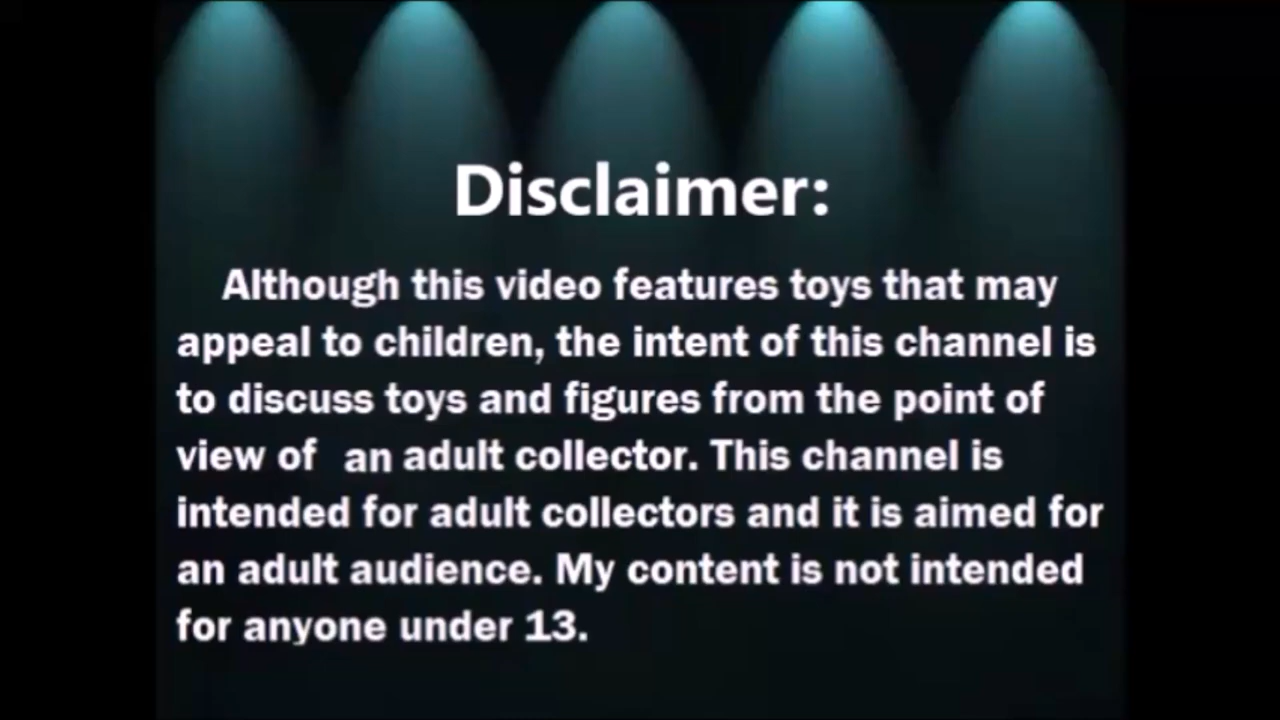 Disclaimer:
Although this video features toys that may
appeal to children, the intent of this channel is
to discuss toys and figures from the point of
view of an adult collector. This channel is
intended for adult collectors and it is aimed for
an adult audience. My content is not intended
for anyone under 13.